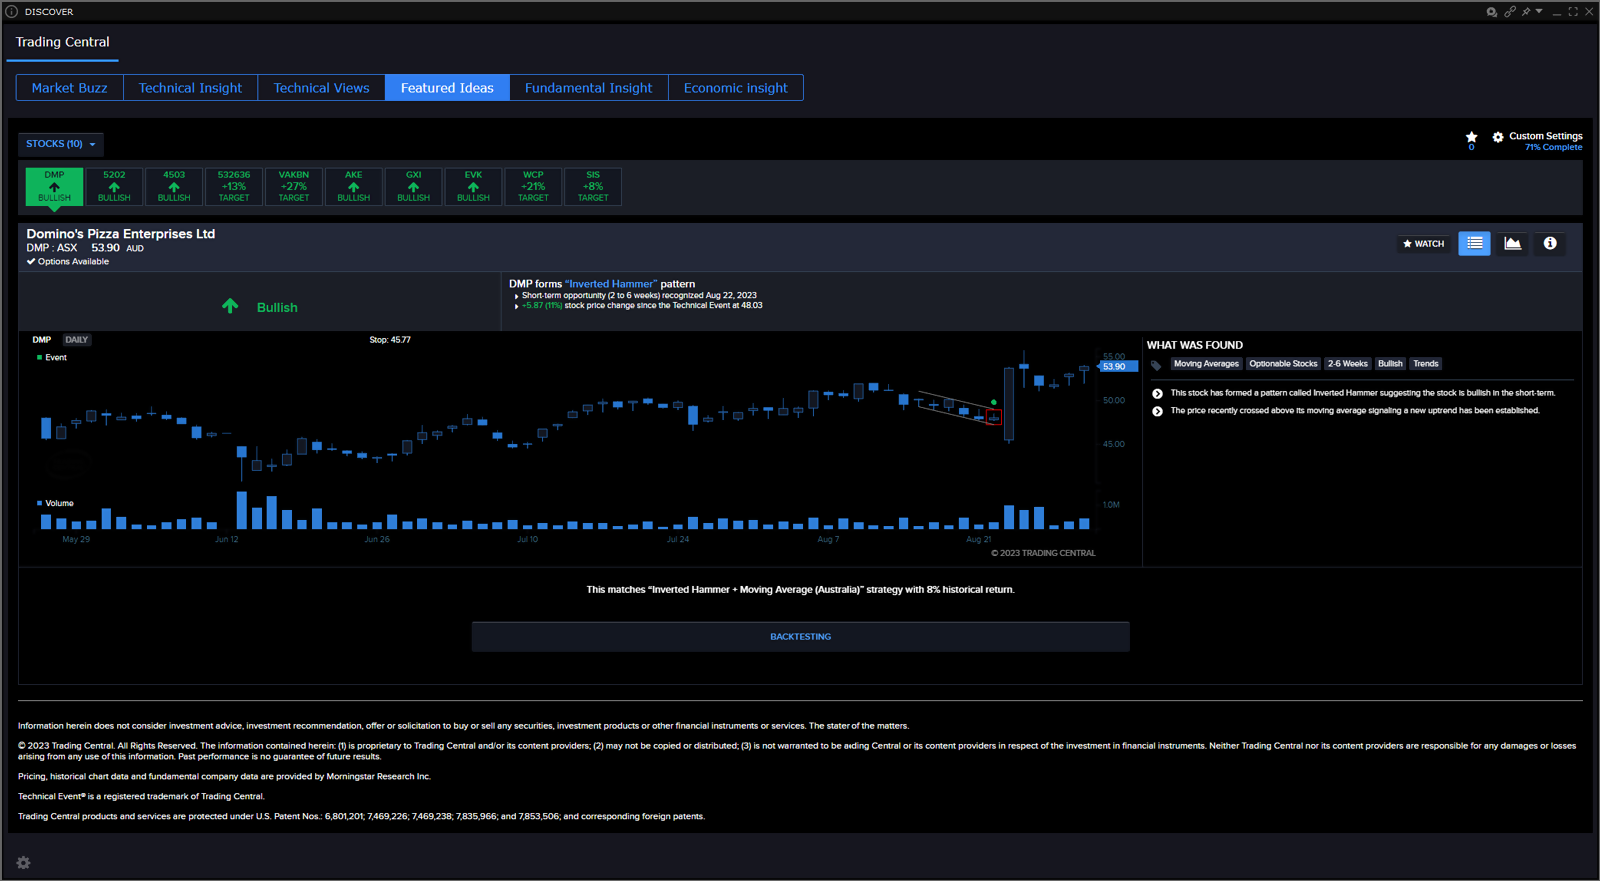 DISCOVER
Trading Central
Market Buzz
Technical Insight
Technical Views
Featured Ideas
Fundamental Insight
Economic insight
STOCKS (10)
0
Custom Settings
71% Complete
DMP
BULLISH
5202
BULLISH
4503
BULLISH
532636
+13%
TARGET
VAKBN
+27%
TARGET
AKE
BULLISH
GXI
BULLISH
EVK
BULLISH
WCP
+21%
TARGET
SIS
+8%
TARGET
Domino's Pizza Enterprises Ltd
DMP : ASX 53.90 AUD
Options Available
WATCH
Bullish
DMP forms “Inverted Hammer” pattern
Short-term opportunity (2 to 6 weeks) recognized Aug 22, 2023
+5.87 (11%) stock price change since the Technical Event at 48.03
DMP DAILY
Stop: 45.77
Event
55.00
53.90
50.00
45.00
Volume
1.0M
May 29
Jun 12
Jun 26
Jul 10
Jul 24
Aug 7
Aug 21
© 2023 TRADING CENTRAL
WHAT WAS FOUND
Moving Averages
Optionable Stocks
2-6 Weeks
Bullish
Trends
This stock has formed a pattern called Inverted Hammer suggesting the stock is bullish in the short-term.
The price recently crossed above its moving average signaling a new uptrend has been established.
This matches “Inverted Hammer + Moving Average (Australia)” strategy with 8% historical return.
BACKTESTING
Information herein does not consider investment advice, investment recommendation, offer or solicitation to buy or sell any securities, investment products or other financial instruments or services. The stater of the matters.
© 2023 Trading Central. All Rights Reserved. The information contained herein: (1) is proprietary to Trading Central and/or its content providers; (2) may not be copied or distributed; (3) is not warranted to be aiding Central or its content providers in respect of the investment in financial instruments. Neither Trading Central nor its content providers are responsible for any damages or losses
arising from any use of this information. Past performance is no guarantee of future results.
Pricing, historical chart data and fundamental company data are provided by Morningstar Research Inc.
Technical Event® is a registered trademark of Trading Central.
Trading Central products and services are protected under U.S. Patent Nos.: 6,801,201; 7,469,226; 7,469,238; 7,835,966; and 7,853,506; and corresponding foreign patents.